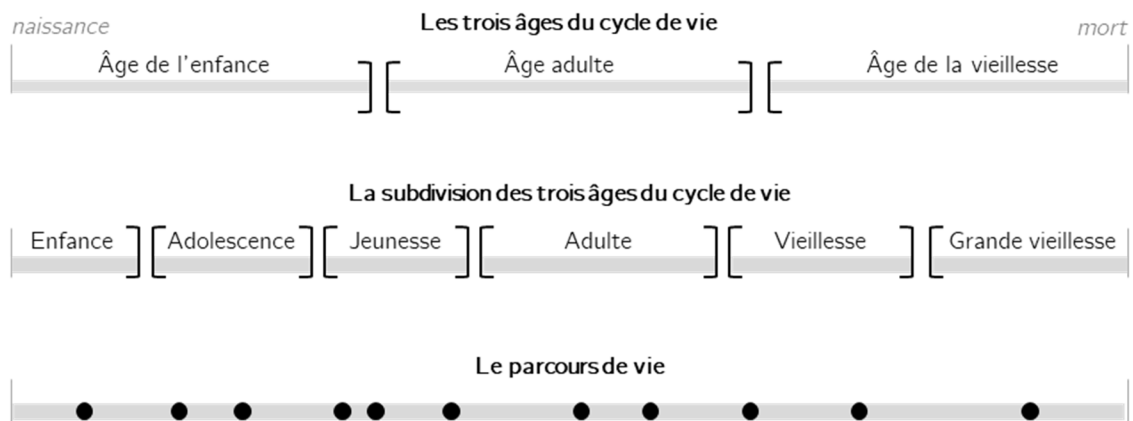 naissance Les trois âges du cycle de vie mort
Âge de l'enfance Âge adulte Âge de la vieillesse
La subdivision des trois âges du cycle de vie
Enfance Adolescence Jeunesse Adulte Vieillesse Grande vieillesse
Le parcours de vie